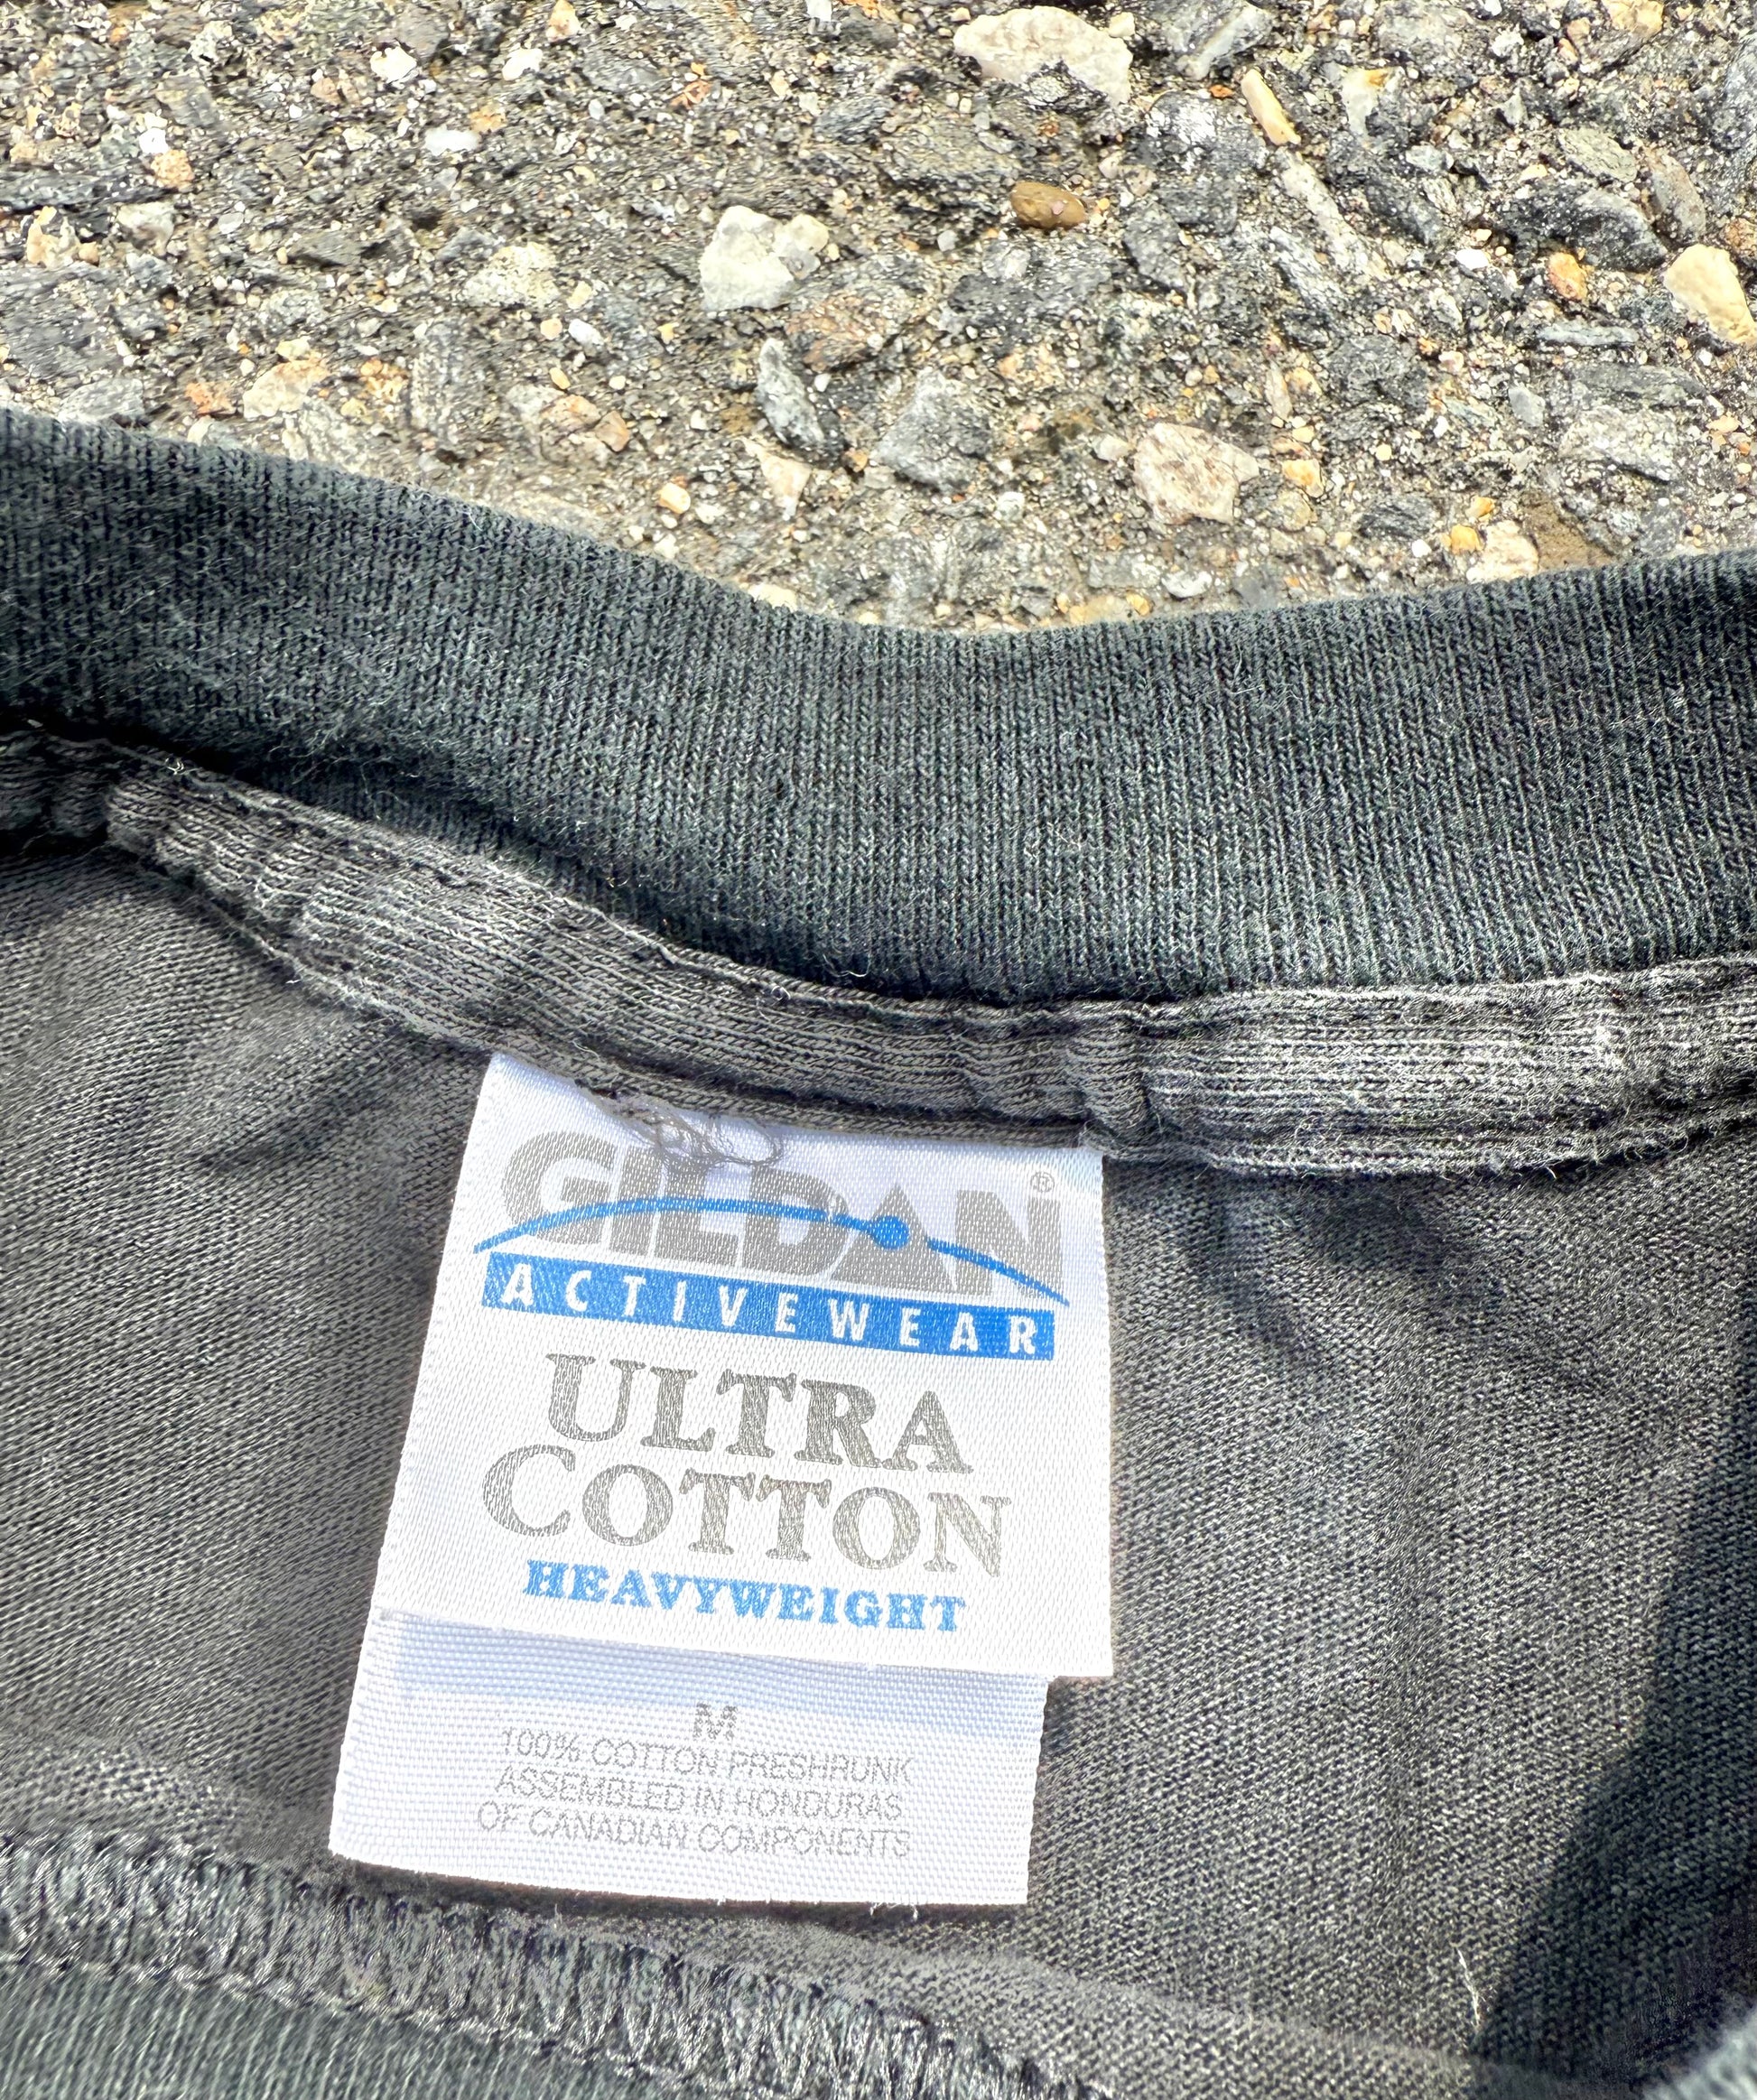 GILDAN®
ACTIVEWEAR
ULTRA
COTTON
HEAVYWEIGHT
M
100% COTTON PRESHRUNK
ASSEMBLED IN HONDURAS
OF CANADIAN COMPONENTS